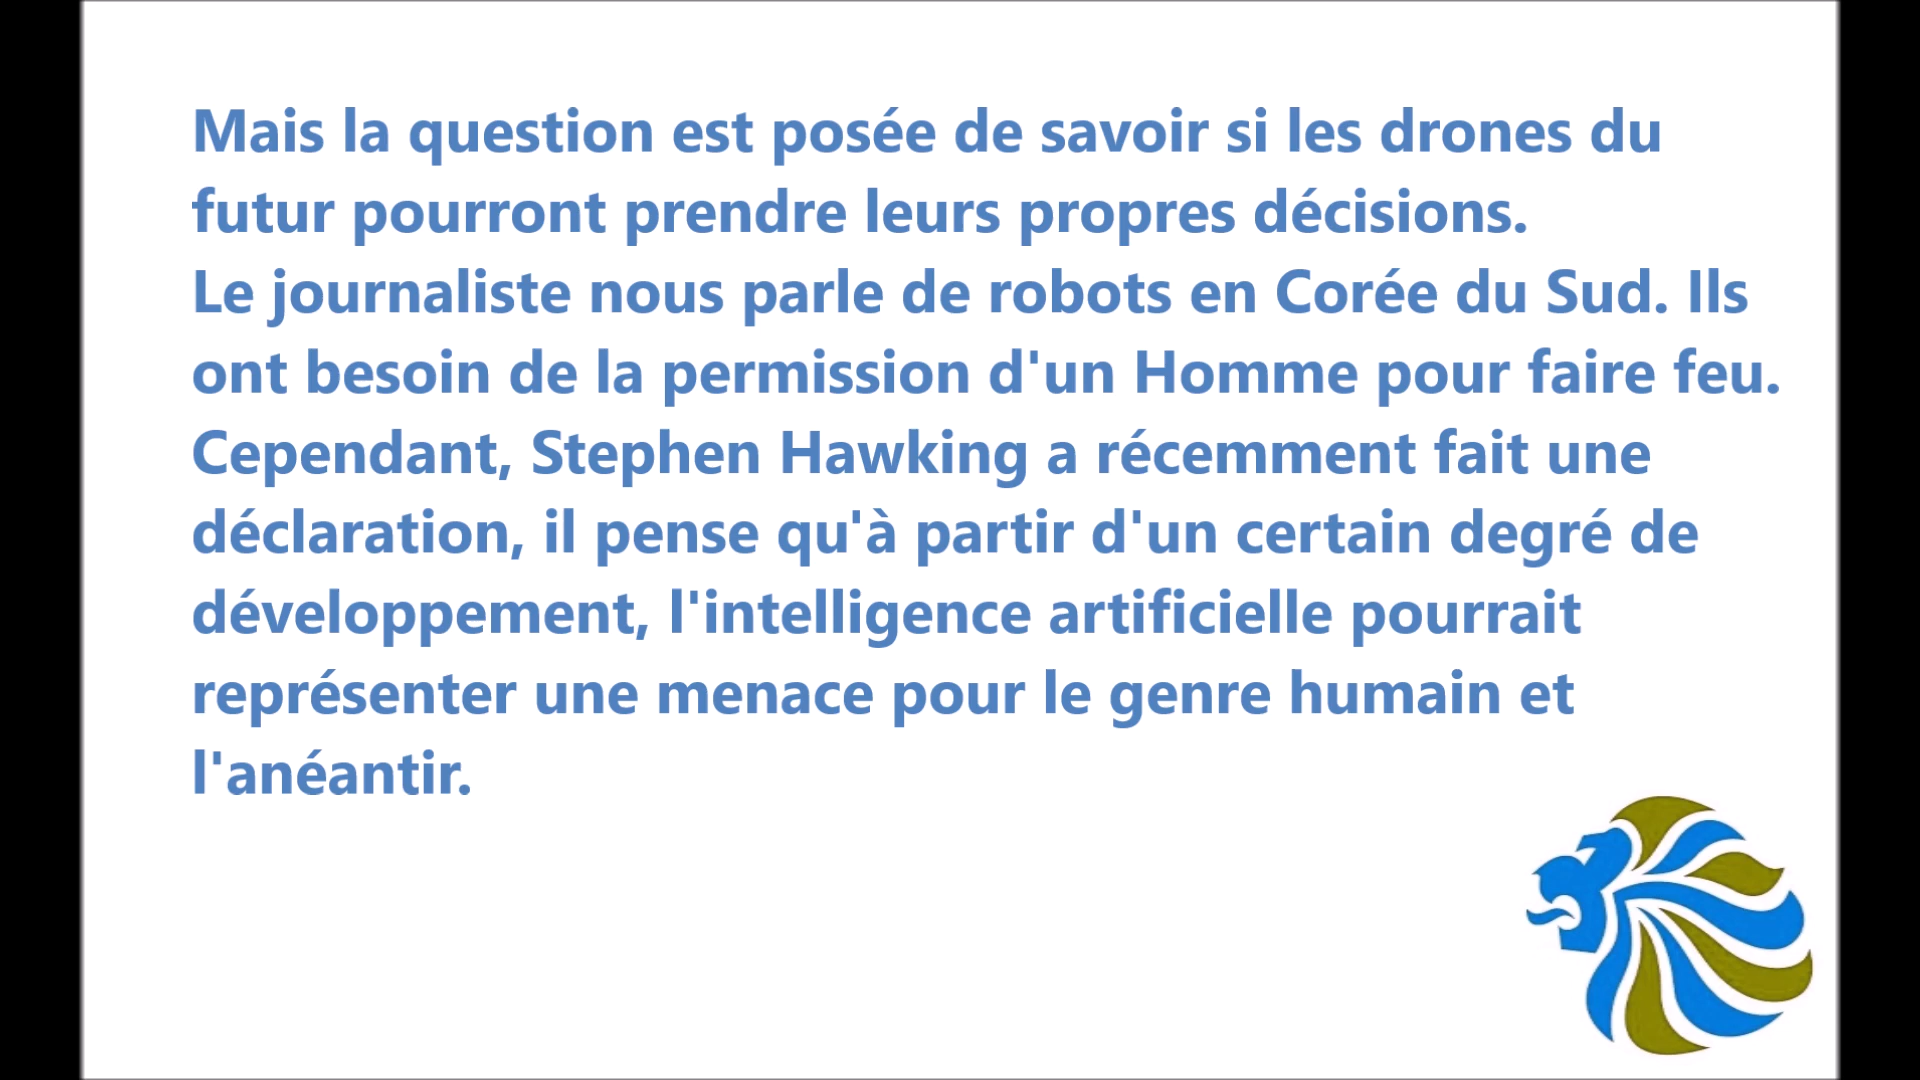 Mais la question est posée de savoir si les drones du
futur pourront prendre leurs propres décisions.
Le journaliste nous parle de robots en Corée du Sud. Ils
ont besoin de la permission d'un Homme pour faire feu.
Cependant, Stephen Hawking a récemment fait une
déclaration, il pense qu'à partir d'un certain degré de
développement, l'intelligence artificielle pourrait
représenter une menace pour le genre humain et
l'anéantir.